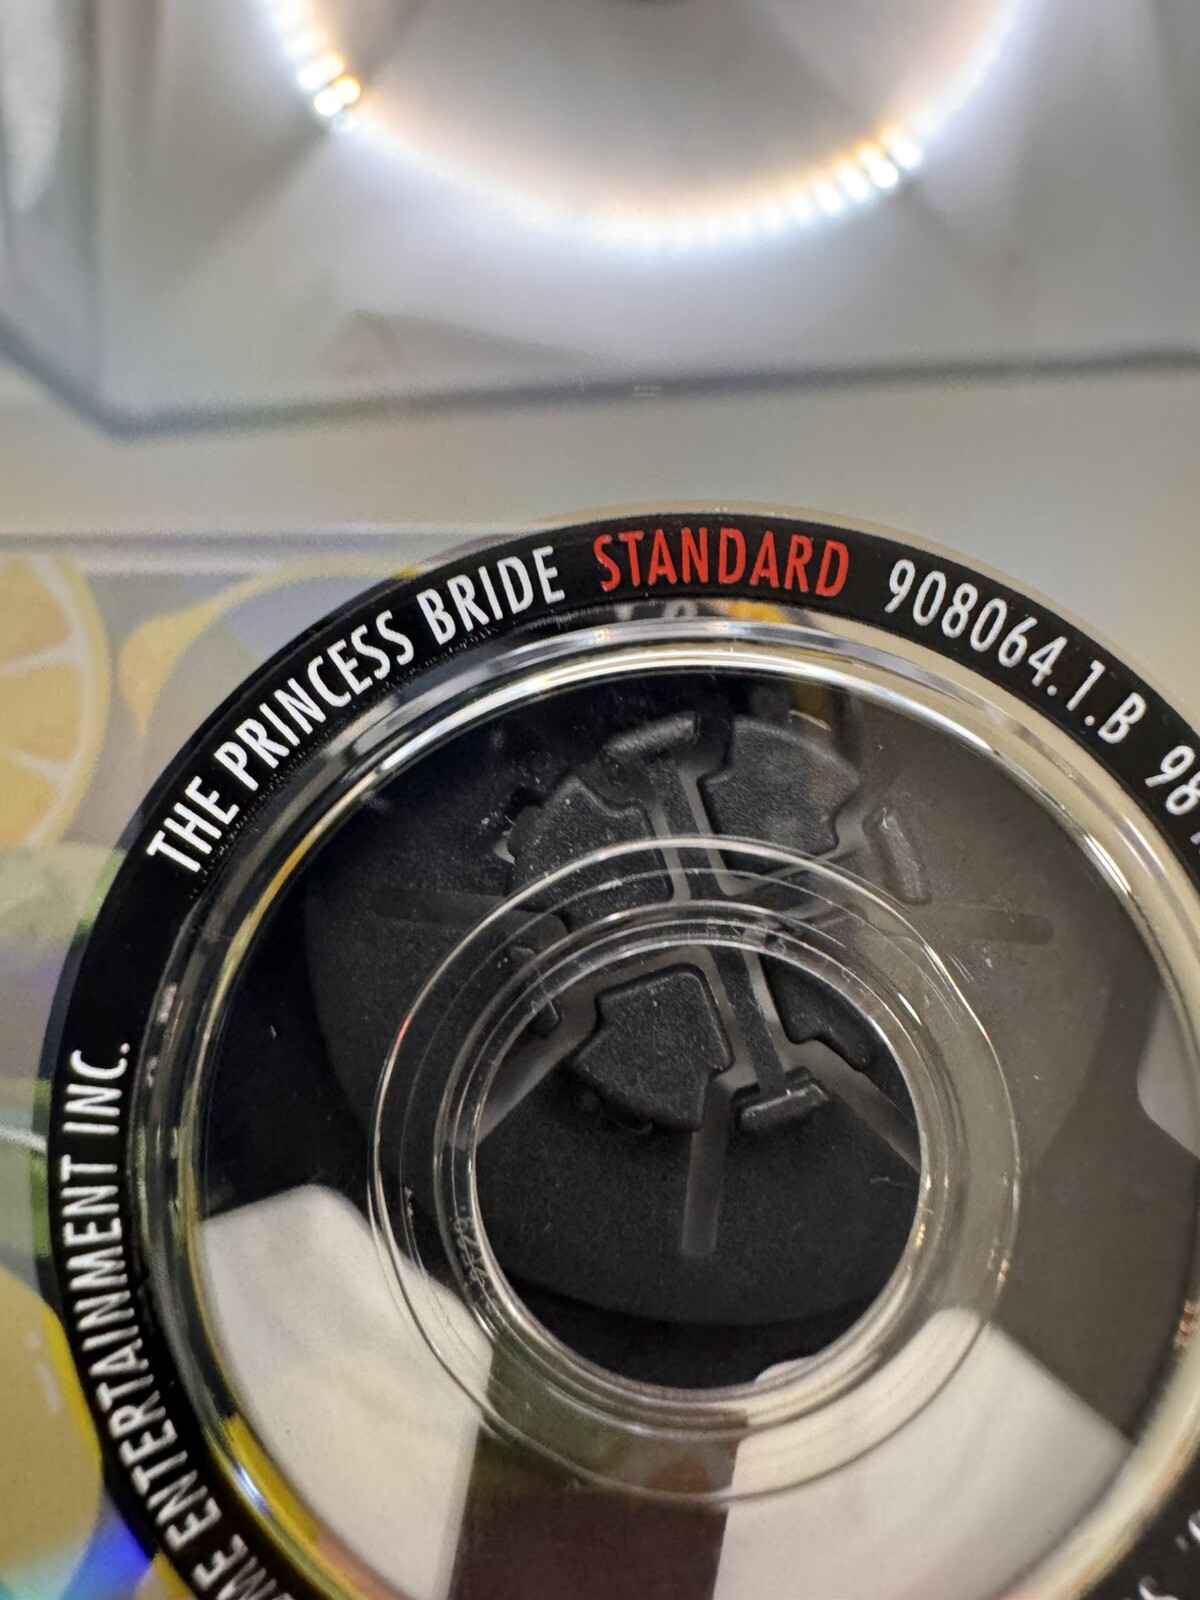 THE PRINCESS BRIDE STANDARD 908064.1.B
ENTERTAINMENT INC.